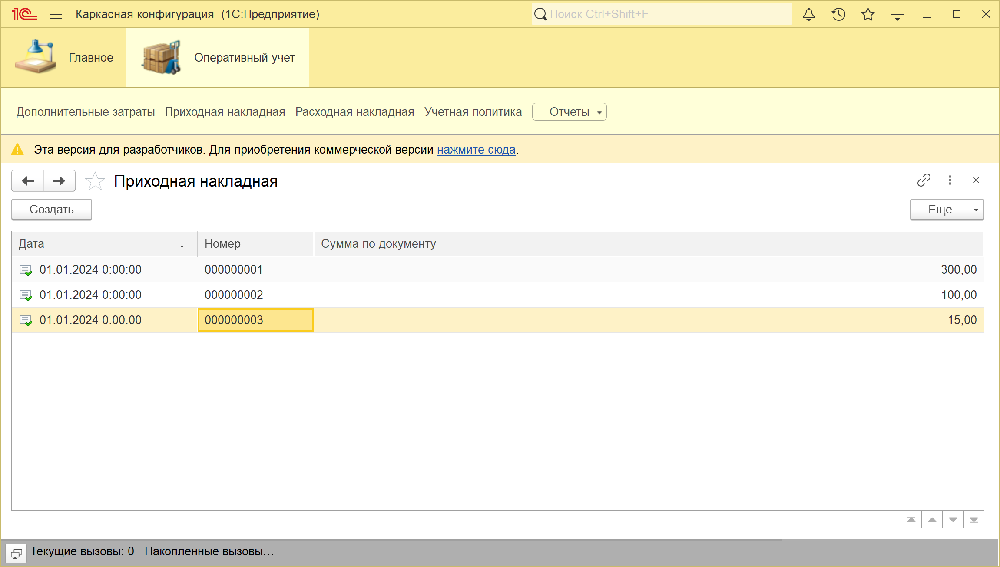 1С Каркасная конфигурация (1С:Предприятие) Поиск Ctrl+Shift+F
Главное Оперативный учет
Дополнительные затраты Приходная накладная Расходная накладная Учетная политика Отчеты
Эта версия для разработчиков. Для приобретения коммерческой версии нажмите сюда.
Приходная накладная
Создать Еще
Дата Номер Сумма по документу
01.01.2024 0:00:00 000000001 300,00
01.01.2024 0:00:00 000000002 100,00
01.01.2024 0:00:00 000000003 15,00
Текущие вызовы: 0 Накопленные вызовы…